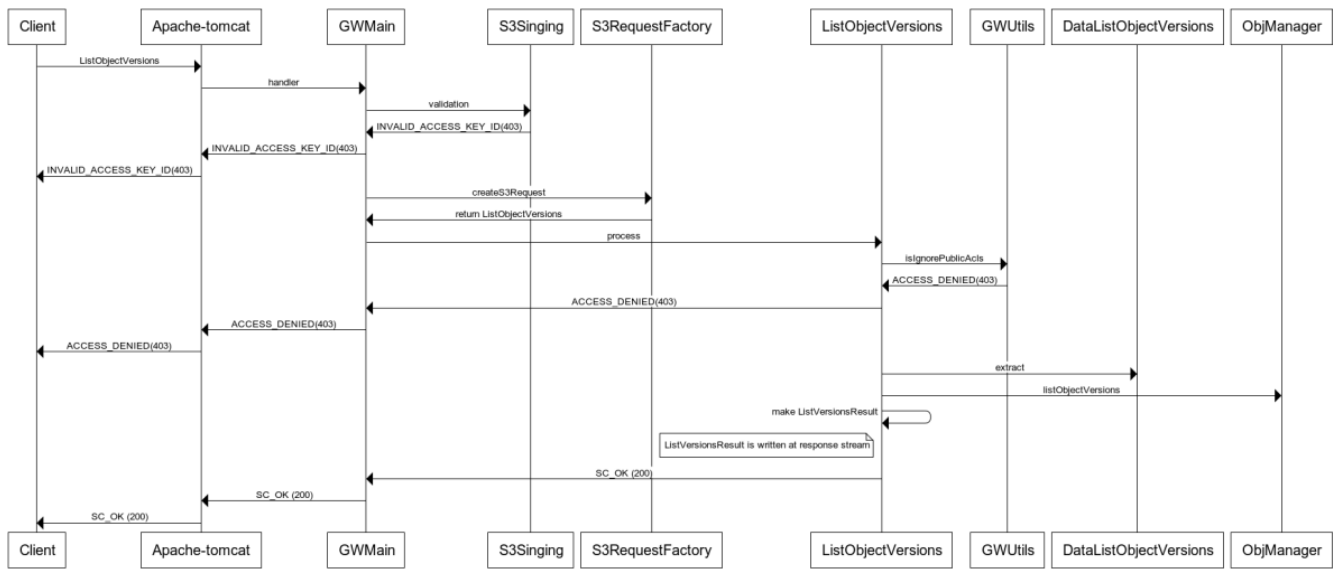 Client Apache-tomcat GWMain S3Singing S3RequestFactory ListObjectVersions GWUtils DataListObjectVersions ObjManager
ListObjectVersions
handler
validation
INVALID_ACCESS_KEY_ID(403)
INVALID_ACCESS_KEY_ID(403)
INVALID_ACCESS_KEY_ID(403)
createS3Request
return ListObjectVersions
process
isIgnorePublicAcls
ACCESS_DENIED(403)
ACCESS_DENIED(403)
ACCESS_DENIED(403)
ACCESS_DENIED(403)
extract
listObjectVersions
make ListVersionsResult
ListVersionsResult is written at response stream
SC_OK (200)
SC_OK (200)
SC_OK (200)
Client Apache-tomcat GWMain S3Singing S3RequestFactory ListObjectVersions GWUtils DataListObjectVersions ObjManager